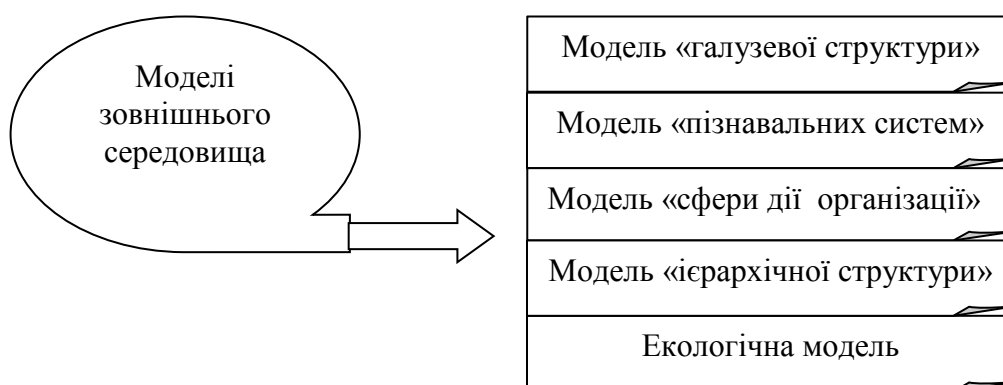 Моделі
зовнішнього
середовища
Модель «галузевої структури»
Модель «пізнавальних систем»
Модель «сфери дії  організації»
Модель «ієрархічної структури»
Екологічна модель